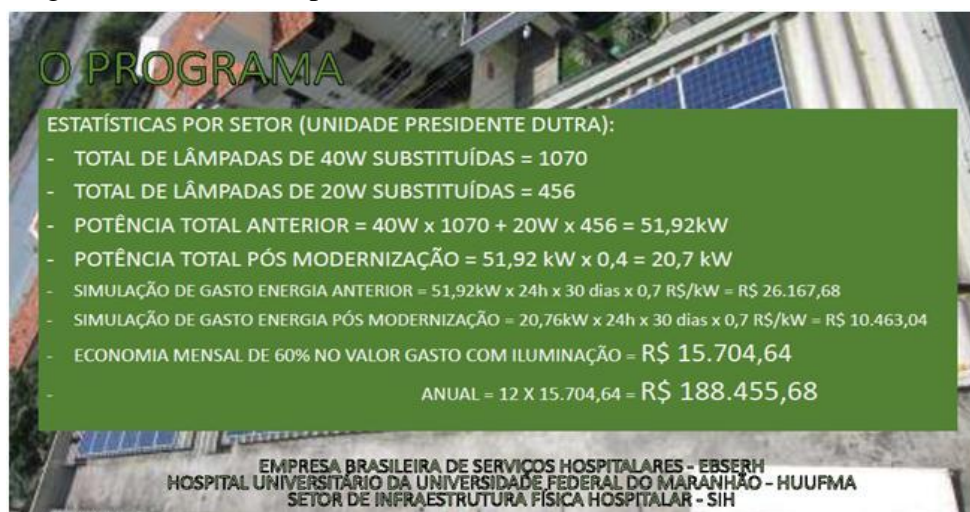 O PROGRAMA
ESTATÍSTICAS POR SETOR (UNIDADE PRESIDENTE DUTRA):
- TOTAL DE LÂMPADAS DE 40W SUBSTITUÍDAS = 1070
- TOTAL DE LÂMPADAS DE 20W SUBSTITUÍDAS = 456
- POTÊNCIA TOTAL ANTERIOR = 40W x 1070 + 20W x 456 = 51,92kW
- POTÊNCIA TOTAL PÓS MODERNIZAÇÃO = 51,92 kW x 0,4 = 20,7 kW
- SIMULAÇÃO DE GASTO ENERGIA ANTERIOR = 51,92kW x 24h x 30 dias x 0,7 R$/kW = R$ 26.167,68
- SIMULAÇÃO DE GASTO ENERGIA PÓS MODERNIZAÇÃO = 20,76kW x 24h x 30 dias x 0,7 R$/kW = R$ 10.463,04
- ECONOMIA MENSAL DE 60% NO VALOR GASTO COM ILUMINAÇÃO = R$ 15.704,64
- ANUAL = 12 X 15.704,64 = R$ 188.455,68
EMPRESA BRASILEIRA DE SERVIÇOS HOSPITALARES - EBSERH
HOSPITAL UNIVERSITÁRIO DA UNIVERSIDADE FEDERAL DO MARANHÃO - HUUFMA
SETOR DE INFRAESTRUTURA FÍSICA HOSPITALAR - SIH